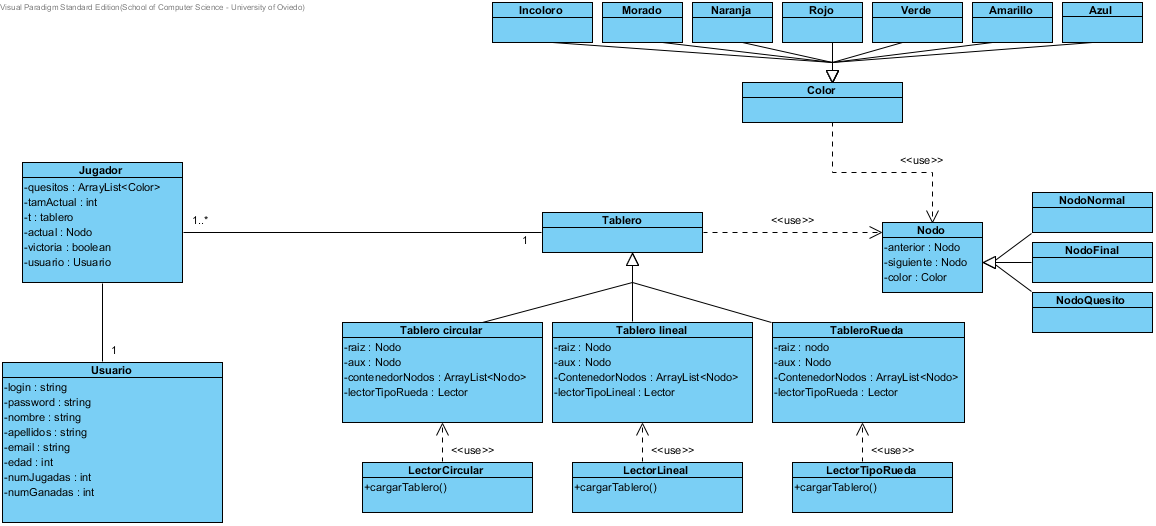 Visual Paradigm Standard Edition(School of Computer Science - University of Oviedo)
Incoloro
Morado
Naranja
Rojo
Verde
Amarillo
Azul
Color
<<use>>
Jugador
-quesitos : ArrayList<Color>
-tamActual : int
-t : tablero
-actual : Nodo
-victoria : boolean
-usuario : Usuario
1..*
1
Tablero
<<use>>
Nodo
-anterior : Nodo
-siguiente : Nodo
-color : Color
NodoNormal
NodoFinal
NodoQuesito
1
Usuario
-login : string
-password : string
-nombre : string
-apellidos : string
-email : string
-edad : int
-numJugadas : int
-numGanadas : int
Tablero circular
-raiz : Nodo
-aux : Nodo
-contenedorNodos : ArrayList<Nodo>
-lectorTipoRueda : Lector
Tablero lineal
-raiz : Nodo
-aux : Nodo
-ContenedorNodos : ArrayList<Nodo>
-lectorTipoLineal : Lector
TableroRueda
-raiz : nodo
-aux : Nodo
-ContenedorNodos : ArrayList<Nodo>
-lectorTipoRueda : Lector
<<use>>
<<use>>
<<use>>
LectorCircular
+cargarTablero()
LectorLineal
+cargarTablero()
LectorTipoRueda
+cargarTablero()